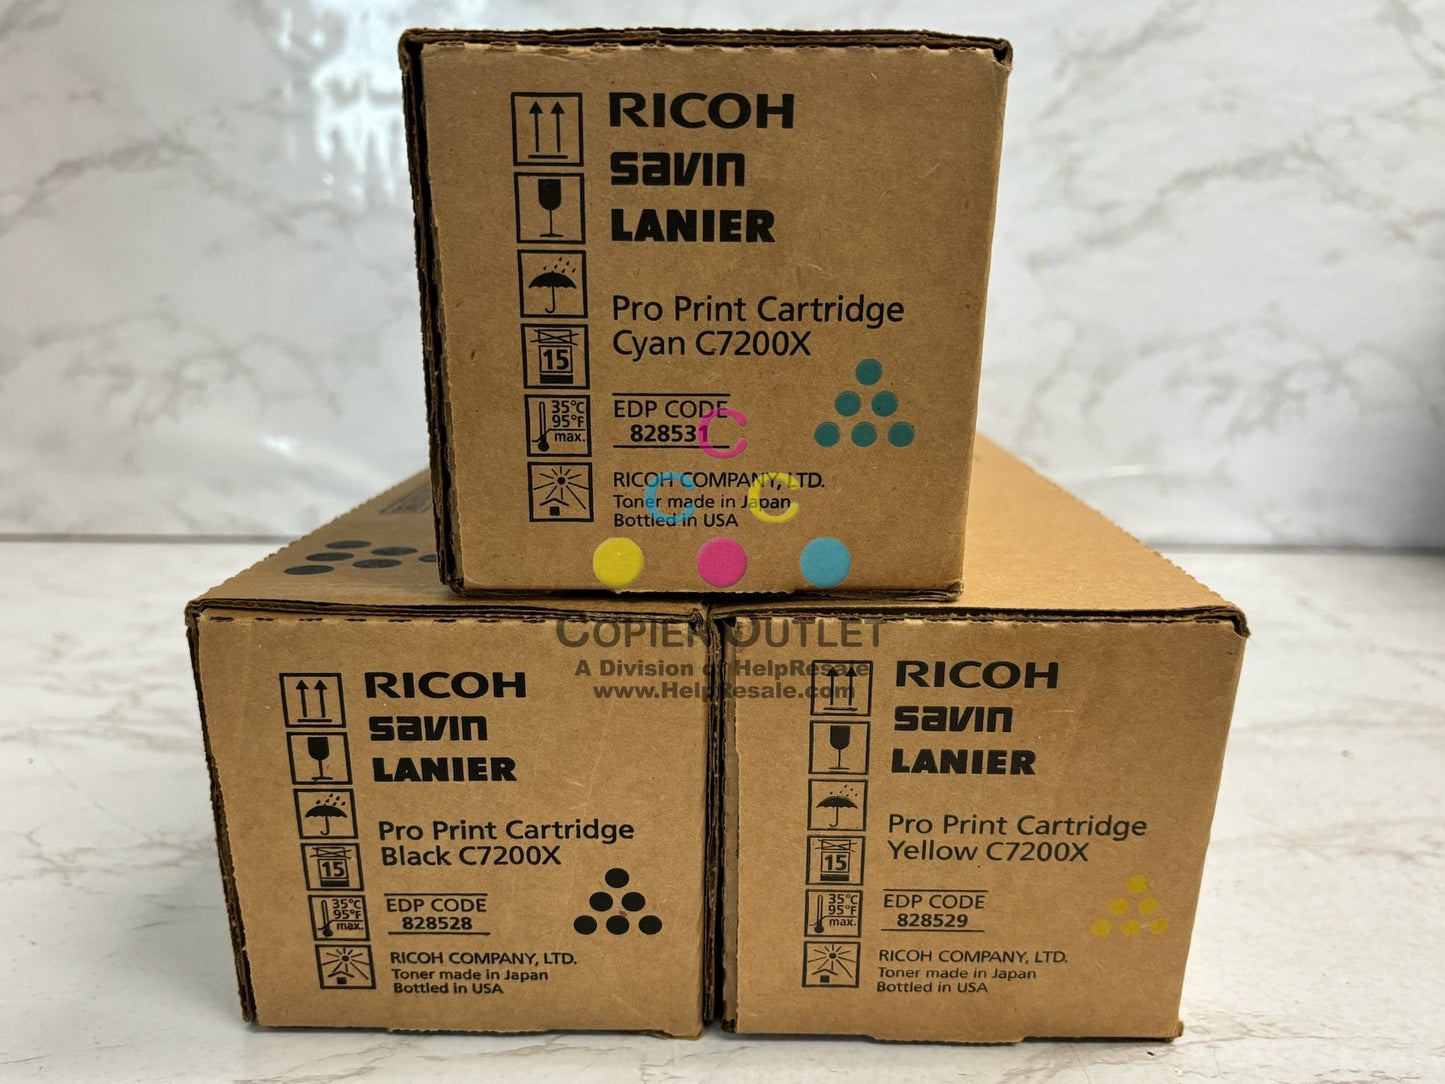 RICOH
savin
LANIER
Pro Print Cartridge
Cyan C7200X
15
35°C
95°F
max.
EDP CODE
828531
RICOH COMPANY, LTD.
Toner made in Japan
Bottled in USA
C
C C
COPIER OUTLET
A Division of HelpResale
www.HelpResale.com
RICOH
savin
LANIER
Pro Print Cartridge
Black C7200X
15
35°C
95°F
max.
EDP CODE
828528
RICOH COMPANY, LTD.
Toner made in Japan
Bottled in USA
RICOH
savin
LANIER
Pro Print Cartridge
Yellow C7200X
15
35°C
95°F
max.
EDP CODE
828529
RICOH COMPANY, LTD.
Toner made in Japan
Bottled in USA